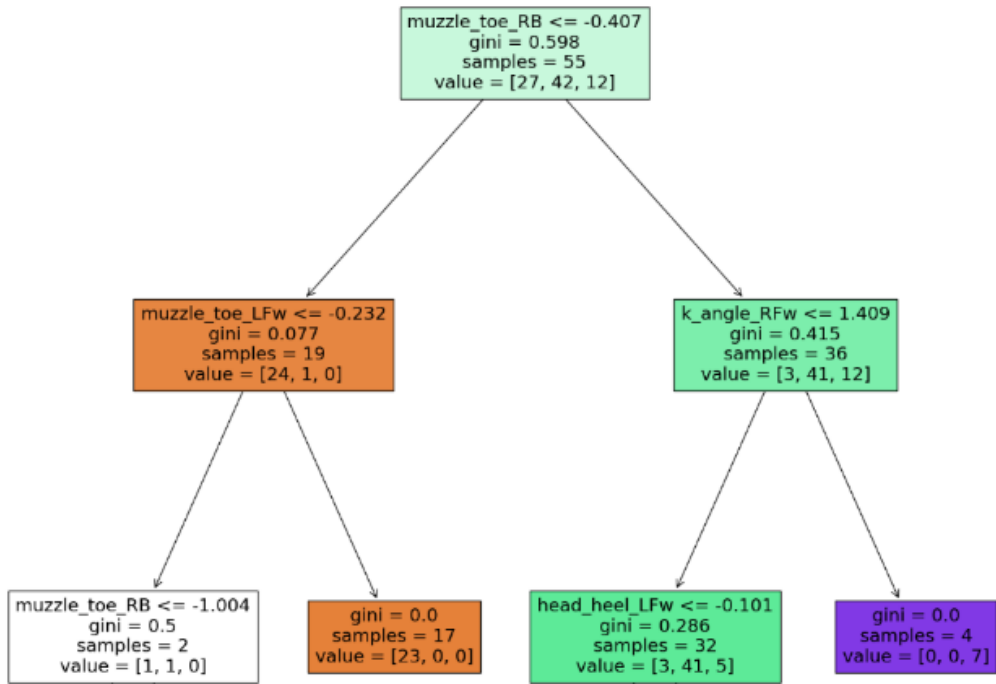 muzzle_toe_RB <= -0.407
gini = 0.598
samples = 55
value = [27, 42, 12]
muzzle_toe_LFw <= -0.232
gini = 0.077
samples = 19
value = [24, 1, 0]
k_angle_RFw <= 1.409
gini = 0.415
samples = 36
value = [3, 41, 12]
muzzle_toe_RB <= -1.004
gini = 0.5
samples = 2
value = [1, 1, 0]
gini = 0.0
samples = 17
value = [23, 0, 0]
head_heel_LFw <= -0.101
gini = 0.286
samples = 32
value = [3, 41, 5]
gini = 0.0
samples = 4
value = [0, 0, 7]